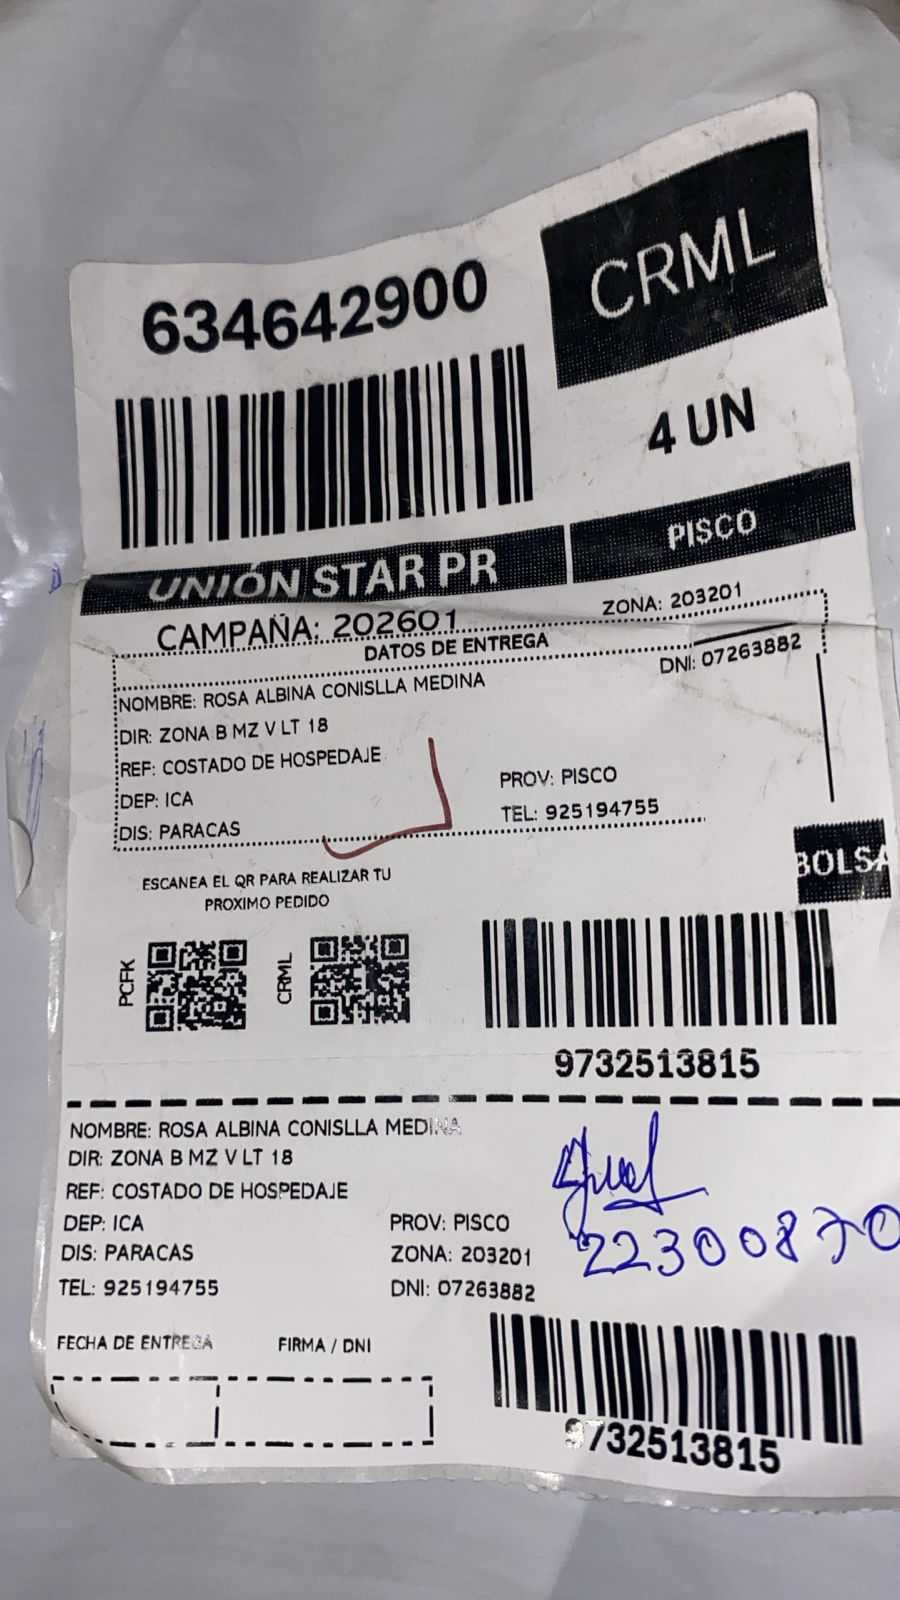 634642900
CRML
4 UN
UNIÓN STAR PR
PISCO
CAMPAÑA: 202601
ZONA: 203201
DATOS DE ENTREGA
DNI: 07263882
NOMBRE: ROSA ALBINA CONISLLA MEDINA
DIR: ZONA B MZ V LT 18
REF: COSTADO DE HOSPEDAJE
DEP: ICA
PROV: PISCO
DIS: PARACAS
TEL: 925194755
BOLSA
ESCANEA EL QR PARA REALIZAR TU
PROXIMO PEDIDO
PCFK
CRML
9732513815
NOMBRE: ROSA ALBINA CONISLLA MEDINA
DIR: ZONA B MZ V LT 18
REF: COSTADO DE HOSPEDAJE
DEP: ICA
PROV: PISCO
DIS: PARACAS
ZONA: 203201
TEL: 925194755
DNI: 07263882
22300870
FECHA DE ENTREGA
FIRMA / DNI
9732513815